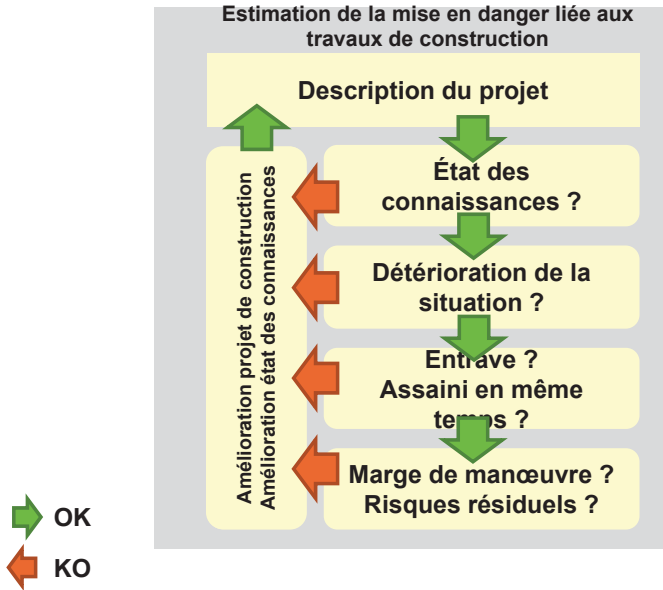 Estimation de la mise en danger liée aux
travaux de construction
Description du projet
État des
connaissances ?
Détérioration de la
situation ?
Entrave ?
Assaini en même
temps ?
Marge de manœuvre ?
Risques résiduels ?
Amélioration projet de construction
Amélioration état des connaissances
OK
KO